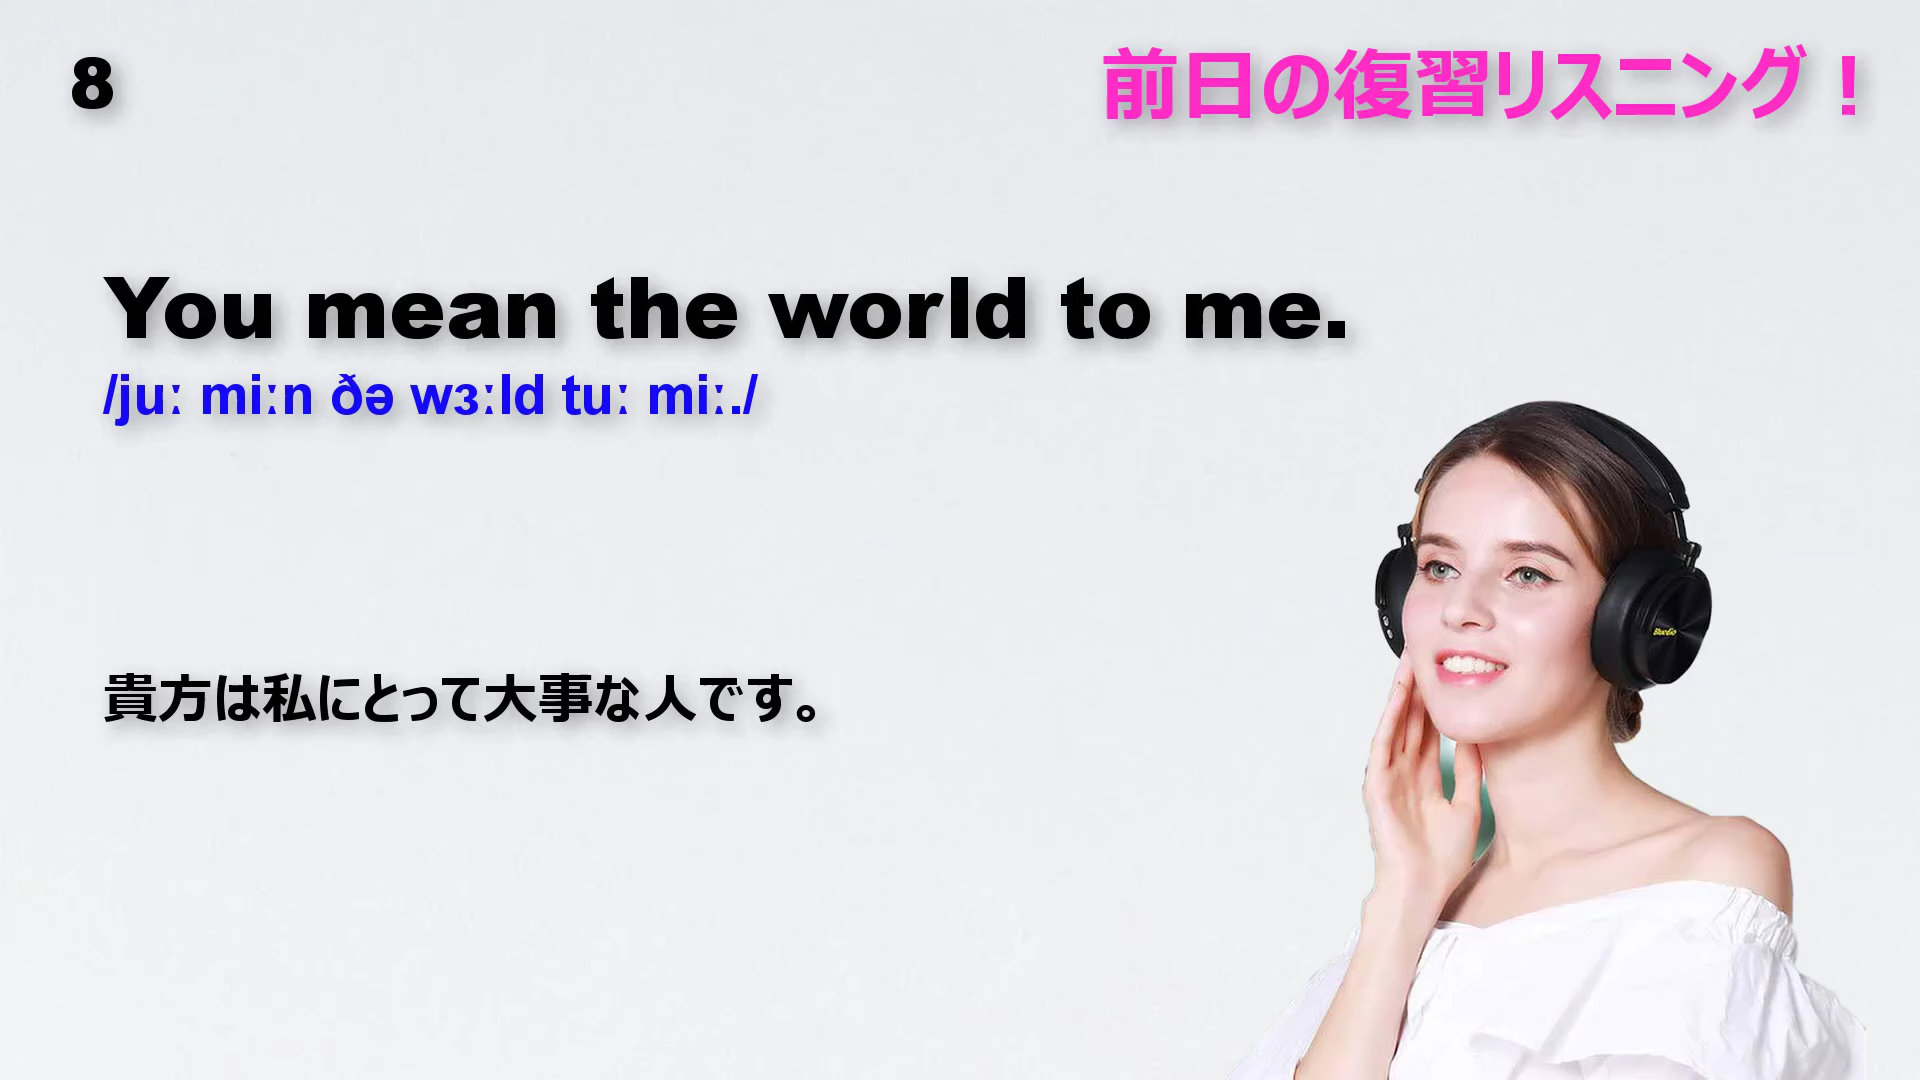 8
前日の復習リスニング！
You mean the world to me.
/juː miːn ðə wɜːld tuː miː./
貴方は私にとって大事な人です。